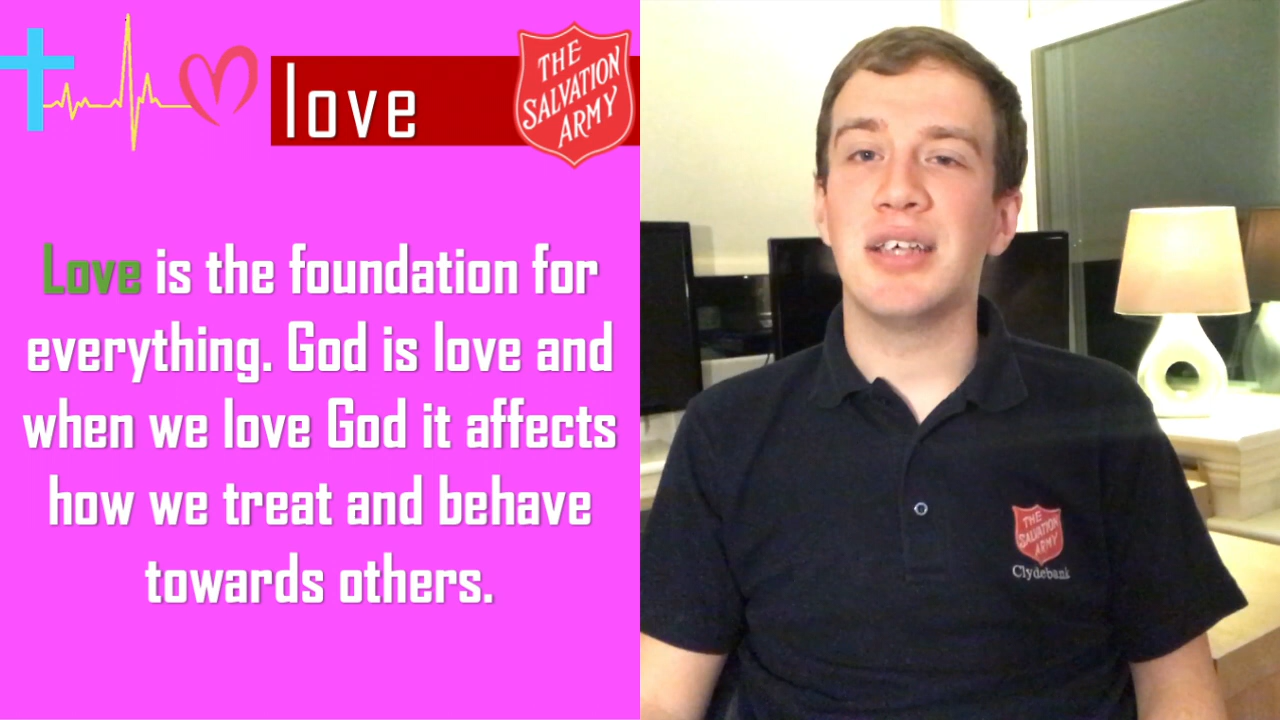 love
THE
SALVATION
ARMY
Love is the foundation for
everything. God is love and
when we love God it affects
how we treat and behave
towards others.
THE
SALVATION
ARMY
Clydebank